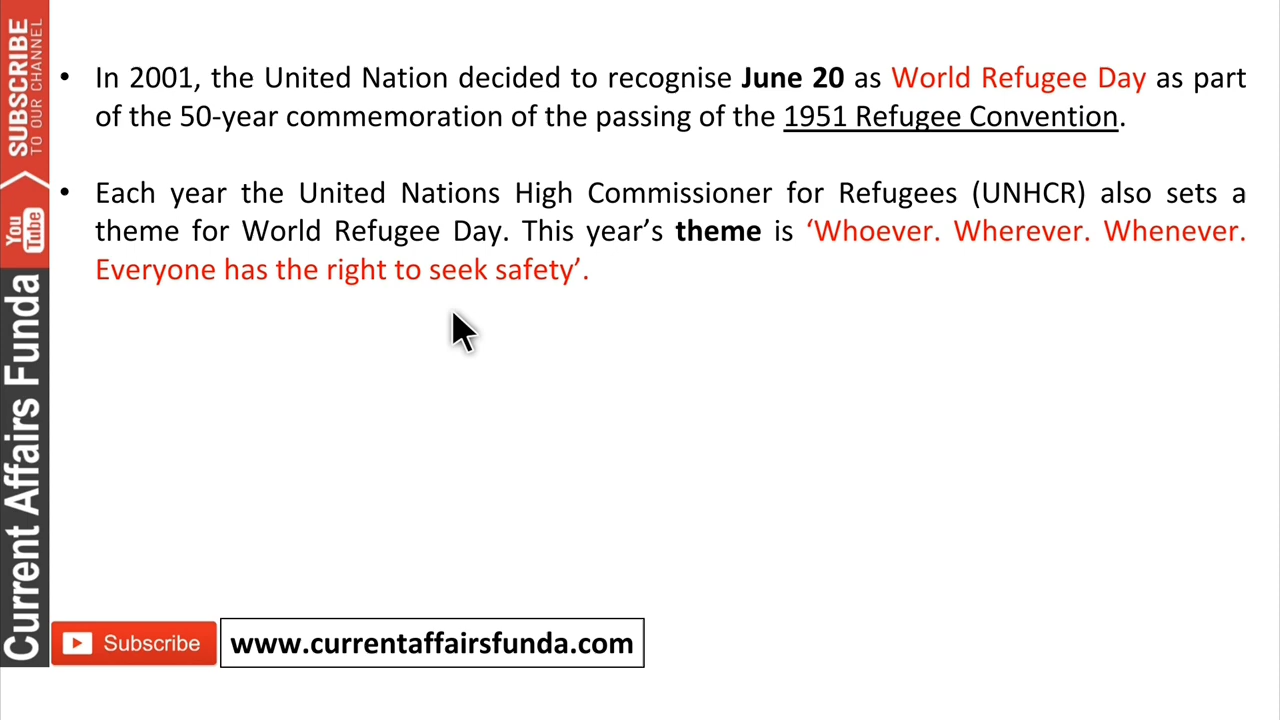 • In 2001, the United Nation decided to recognise June 20 as World Refugee Day as part
of the 50-year commemoration of the passing of the 1951 Refugee Convention.
• Each year the United Nations High Commissioner for Refugees (UNHCR) also sets a
theme for World Refugee Day. This year’s theme is ‘Whoever. Wherever. Whenever.
Everyone has the right to seek safety’.
SUBSCRIBE
TO OUR CHANNEL
You
Tube
Current Affairs Funda
Subscribe
www.currentaffairsfunda.com